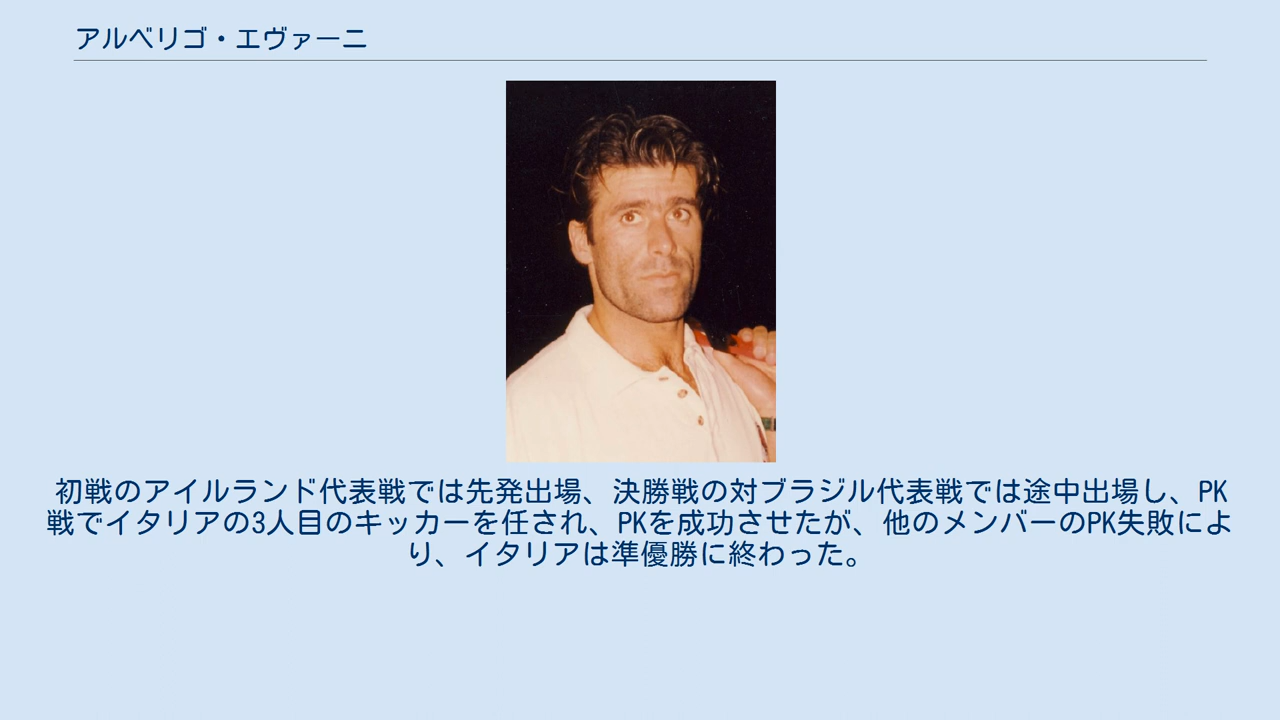 アルベリゴ・エヴァーニ
初戦のアイルランド代表戦では先発出場、決勝戦の対ブラジル代表戦では途中出場し、PK
戦でイタリアの3人目のキッカーを任され、PKを成功させたが、他のメンバーのPK失敗によ
り、イタリアは準優勝に終わった。